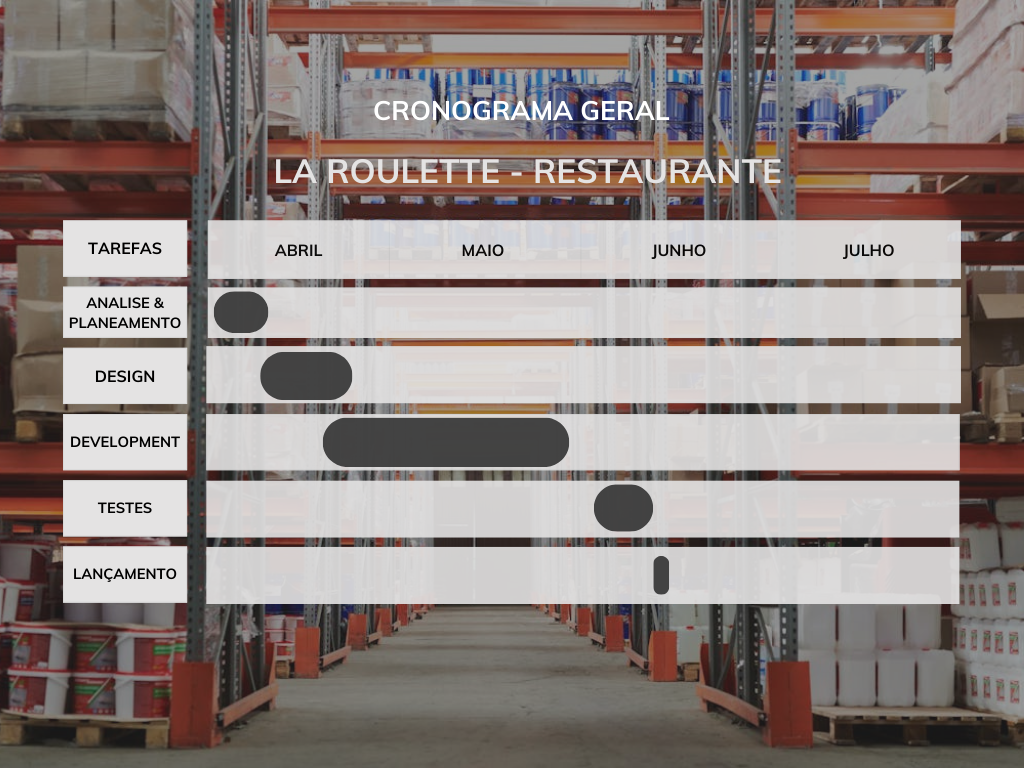 CRONOGRAMA GERAL
LA ROULETTE - RESTAURANTE
TAREFAS
ABRIL
MAIO
JUNHO
JULHO
ANALISE &
PLANEAMENTO
DESIGN
DEVELOPMENT
TESTES
LANÇAMENTO